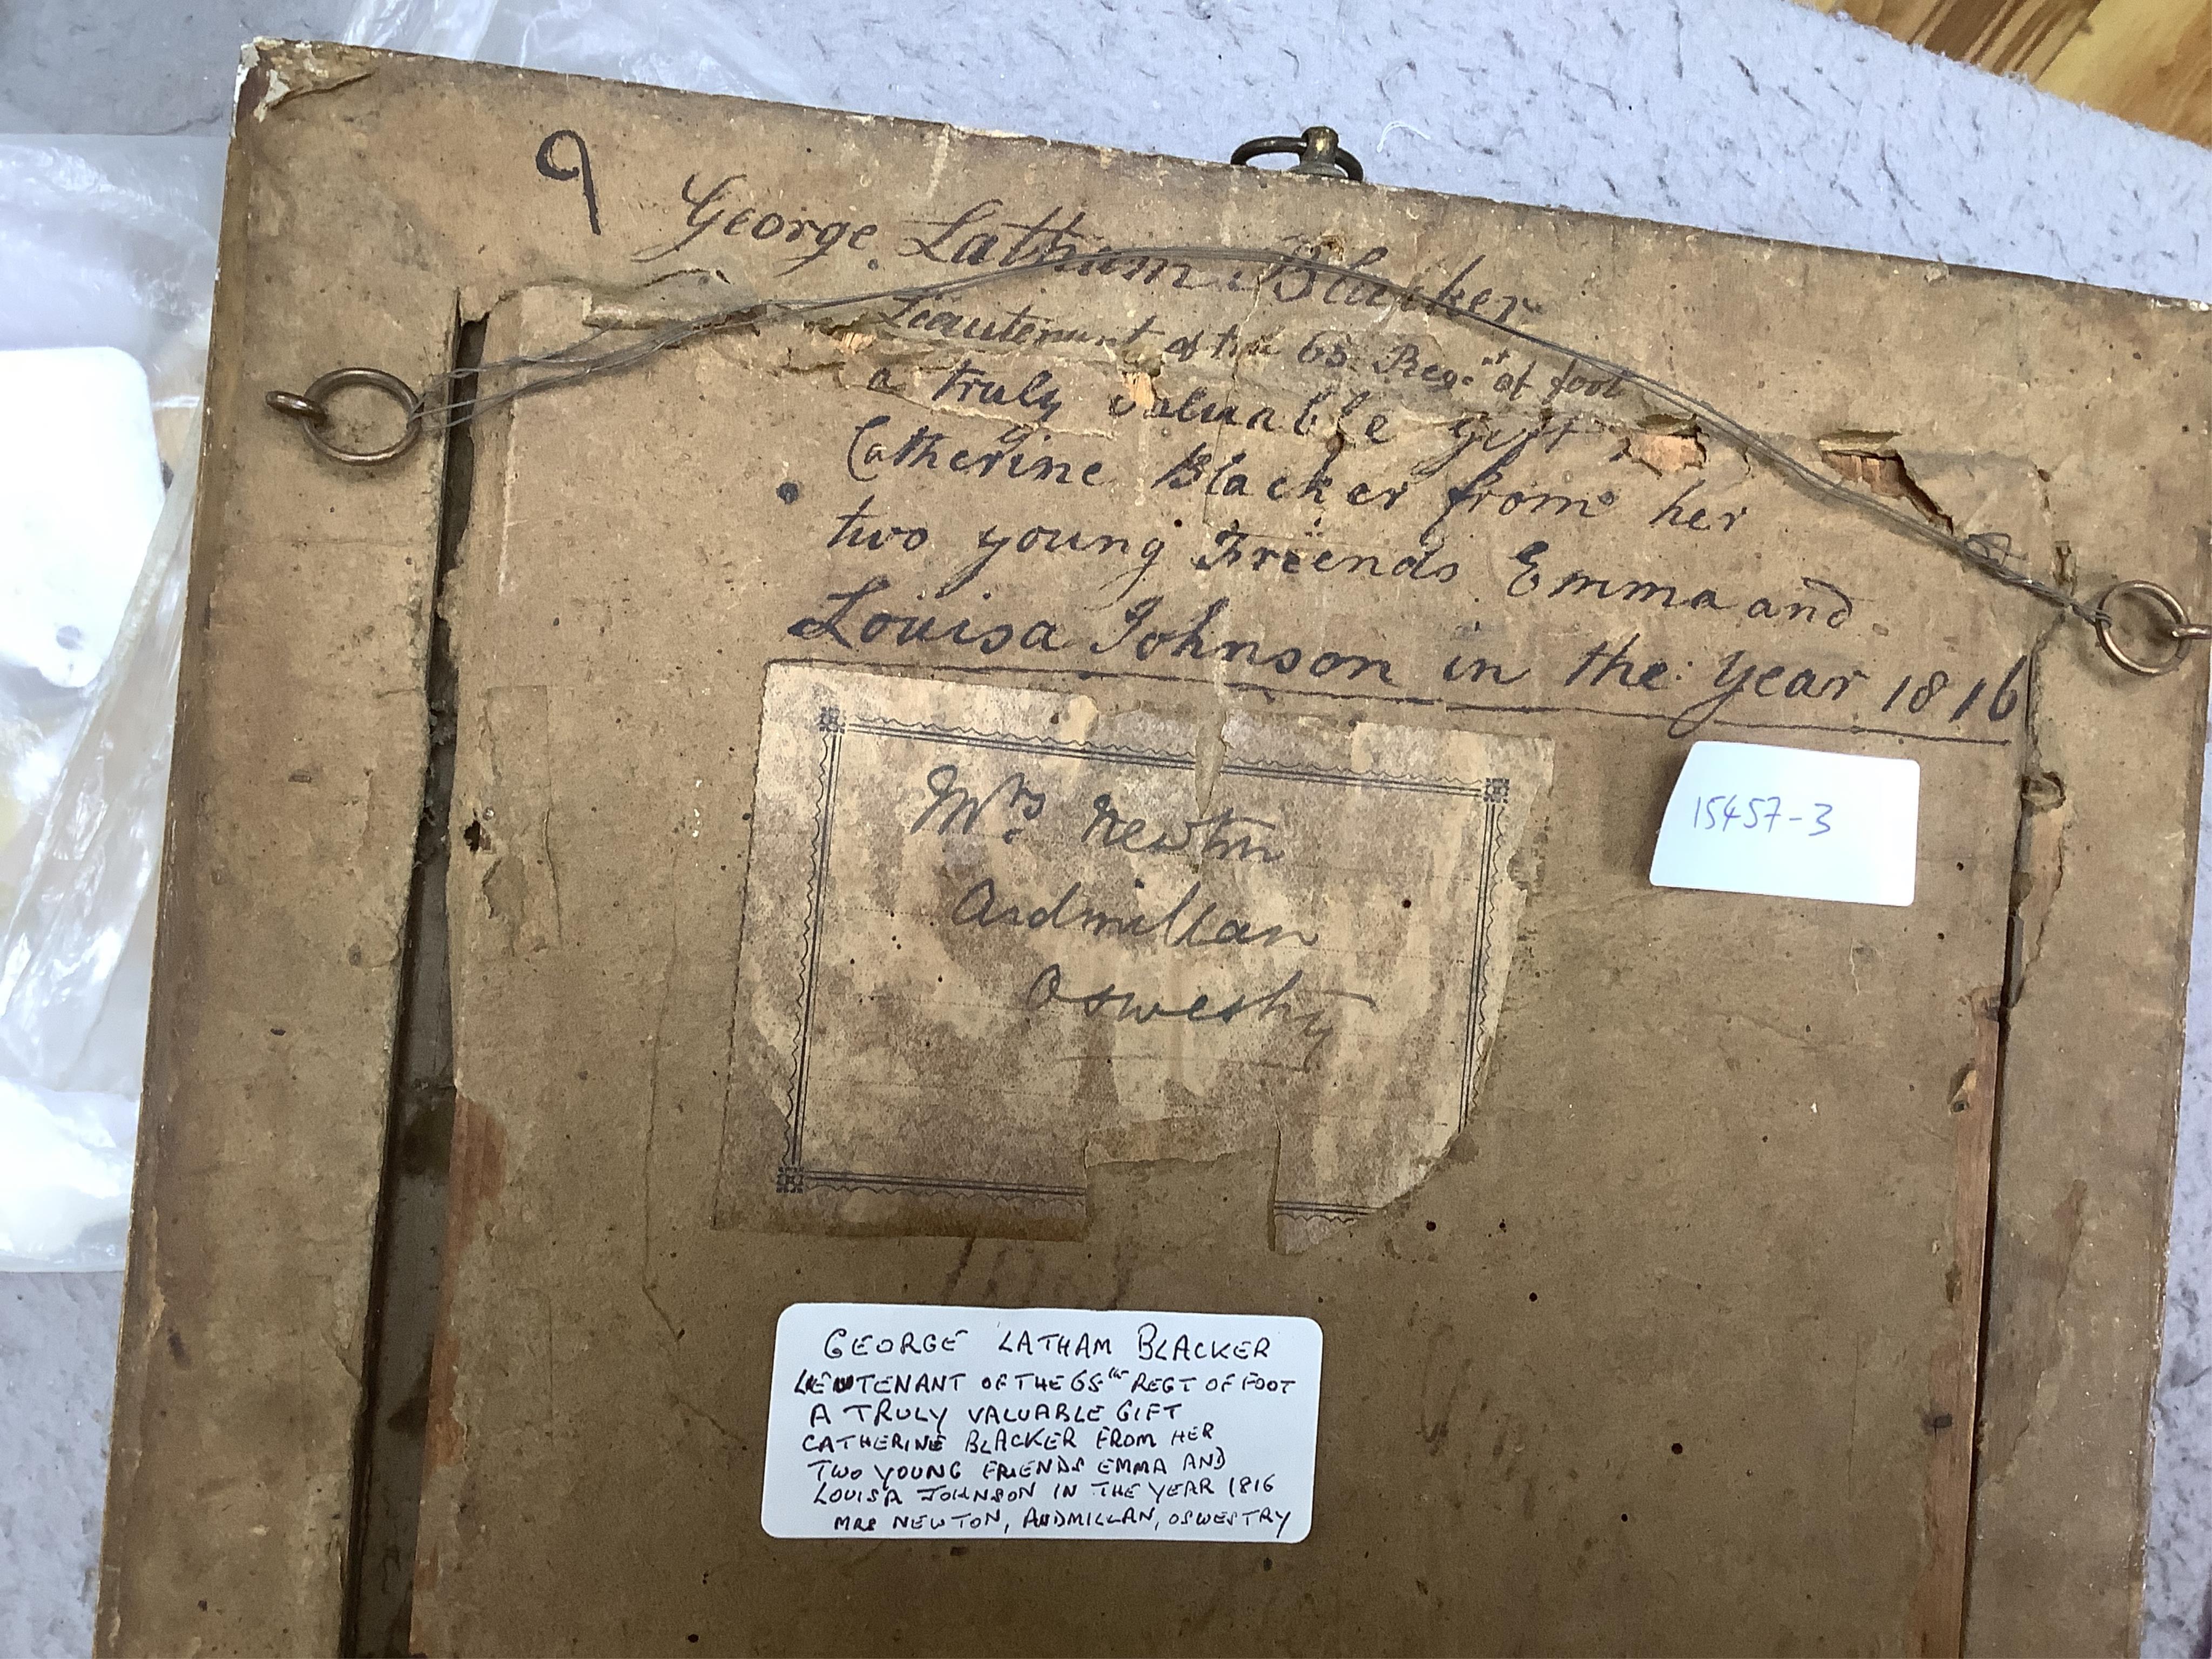 9
George Latham Blacker
Lieautenant of the 65 Regt of foot
a truly valuable gift
Catherine Blacker from her
two young Friends Emma and
Louisa Johnson in the Year 1816
Mrs Newton
Ardmillan
Oswestry
15457-3
GEORGE LATHAM BLACKER
LIEUTENANT OF THE 65TH REGT OF FOOT
A TRULY VALUABLE GIFT
CATHERINE BLACKER FROM HER
TWO YOUNG FRIENDS EMMA AND
LOUISA JOHNSON IN THE YEAR 1816
MRS NEWTON, ARDMILLAN, OSWESTRY